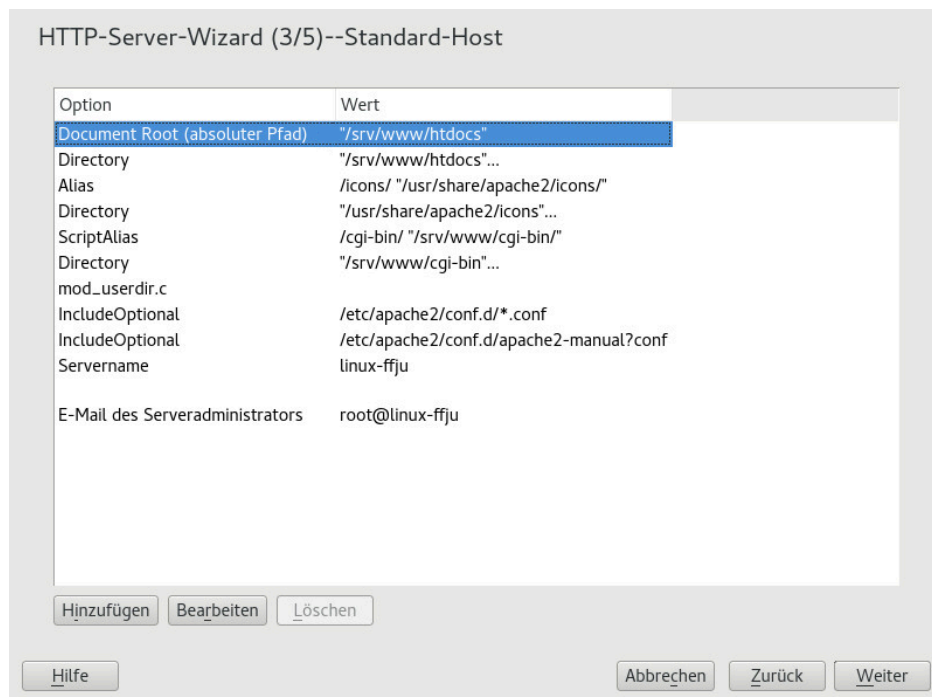 HTTP-Server-Wizard (3/5)--Standard-Host
Option Wert
Document Root (absoluter Pfad) "/srv/www/htdocs"
Directory "/srv/www/htdocs"...
Alias /icons/ "/usr/share/apache2/icons/"
Directory "/usr/share/apache2/icons"...
ScriptAlias /cgi-bin/ "/srv/www/cgi-bin/"
Directory "/srv/www/cgi-bin"...
mod_userdir.c
IncludeOptional /etc/apache2/conf.d/*.conf
IncludeOptional /etc/apache2/conf.d/apache2-manual?conf
Servername linux-ffju
E-Mail des Serveradministrators root@linux-ffju
Hinzufügen Bearbeiten Löschen
Hilfe Abbrechen Zurück Weiter